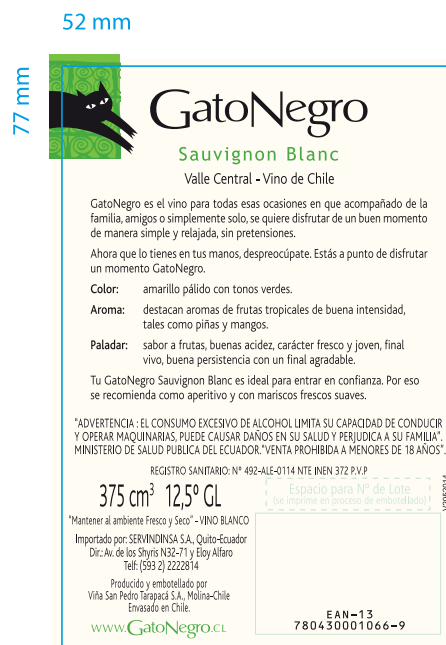 52 mm
77 mm
GatoNegro
Sauvignon Blanc
Valle Central - Vino de Chile
GatoNegro es el vino para todas esas ocasiones en que acompañado de la
familia, amigos o simplemente solo, se quiere disfrutar de un buen momento
de manera simple y relajada, sin pretensiones.
Ahora que lo tienes en tus manos, despreocúpate. Estás a punto de disfrutar
un momento GatoNegro.
Color: amarillo pálido con tonos verdes.
Aroma: destacan aromas de frutas tropicales de buena intensidad,
tales como piñas y mangos.
Paladar: sabor a frutas, buenas acidez, carácter fresco y joven, final
vivo, buena persistencia con un final agradable.
Tu GatoNegro Sauvignon Blanc es ideal para entrar en confianza. Por eso
se recomienda como aperitivo y con mariscos frescos suaves.
"ADVERTENCIA : EL CONSUMO EXCESIVO DE ALCOHOL LIMITA SU CAPACIDAD DE CONDUCIR
Y OPERAR MAQUINARIAS, PUEDE CAUSAR DAÑOS EN SU SALUD Y PERJUDICA A SU FAMILIA".
MINISTERIO DE SALUD PUBLICA DEL ECUADOR."VENTA PROHIBIDA A MENORES DE 18 AÑOS".
REGISTRO SANITARIO: Nº 492-ALE-0114 NTE INEN 372 P.V.P
375 cm³ 12,5º GL
Espacio para Nº de Lote
(se imprime en proceso de embotellado)
"Mantener al ambiente Fresco y Seco" - VINO BLANCO
Importado por: SERVINDINSA S.A., Quito-Ecuador
Dir.: Av. de los Shyris N32-71 y Eloy Alfaro
Telf: (593 2) 2222814
Producido y embotellado por
Viña San Pedro Tarapacá S.A., Molina-Chile
Envasado en Chile.
www.GatoNegro.CL
EAN-13
780430001066-9